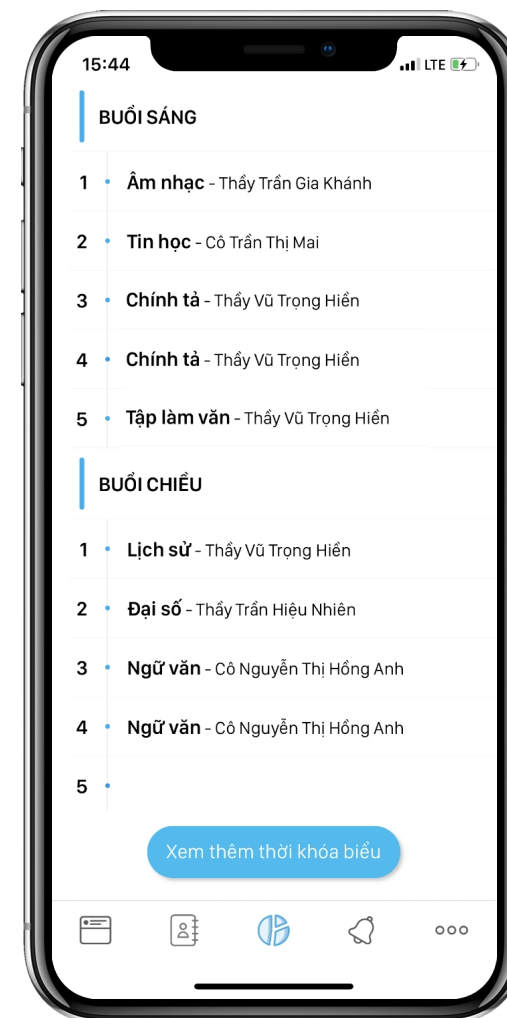 15:44 LTE
BUỔI SÁNG
1 Âm nhạc - Thầy Trần Gia Khánh
2 Tin học - Cô Trần Thị Mai
3 Chính tả - Thầy Vũ Trọng Hiền
4 Chính tả - Thầy Vũ Trọng Hiền
5 Tập làm văn - Thầy Vũ Trọng Hiền
BUỔI CHIỀU
1 Lịch sử - Thầy Vũ Trọng Hiền
2 Đại số - Thầy Trần Hiệu Nhiên
3 Ngữ văn - Cô Nguyễn Thị Hồng Anh
4 Ngữ văn - Cô Nguyễn Thị Hồng Anh
5
Xem thêm thời khóa biểu